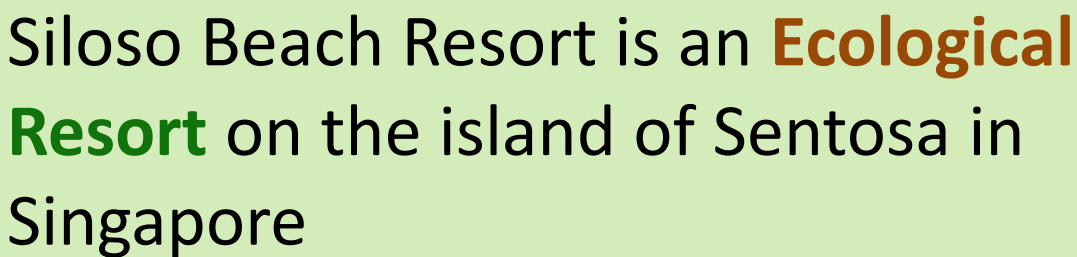 Siloso Beach Resort is an Ecological
Resort on the island of Sentosa in
Singapore